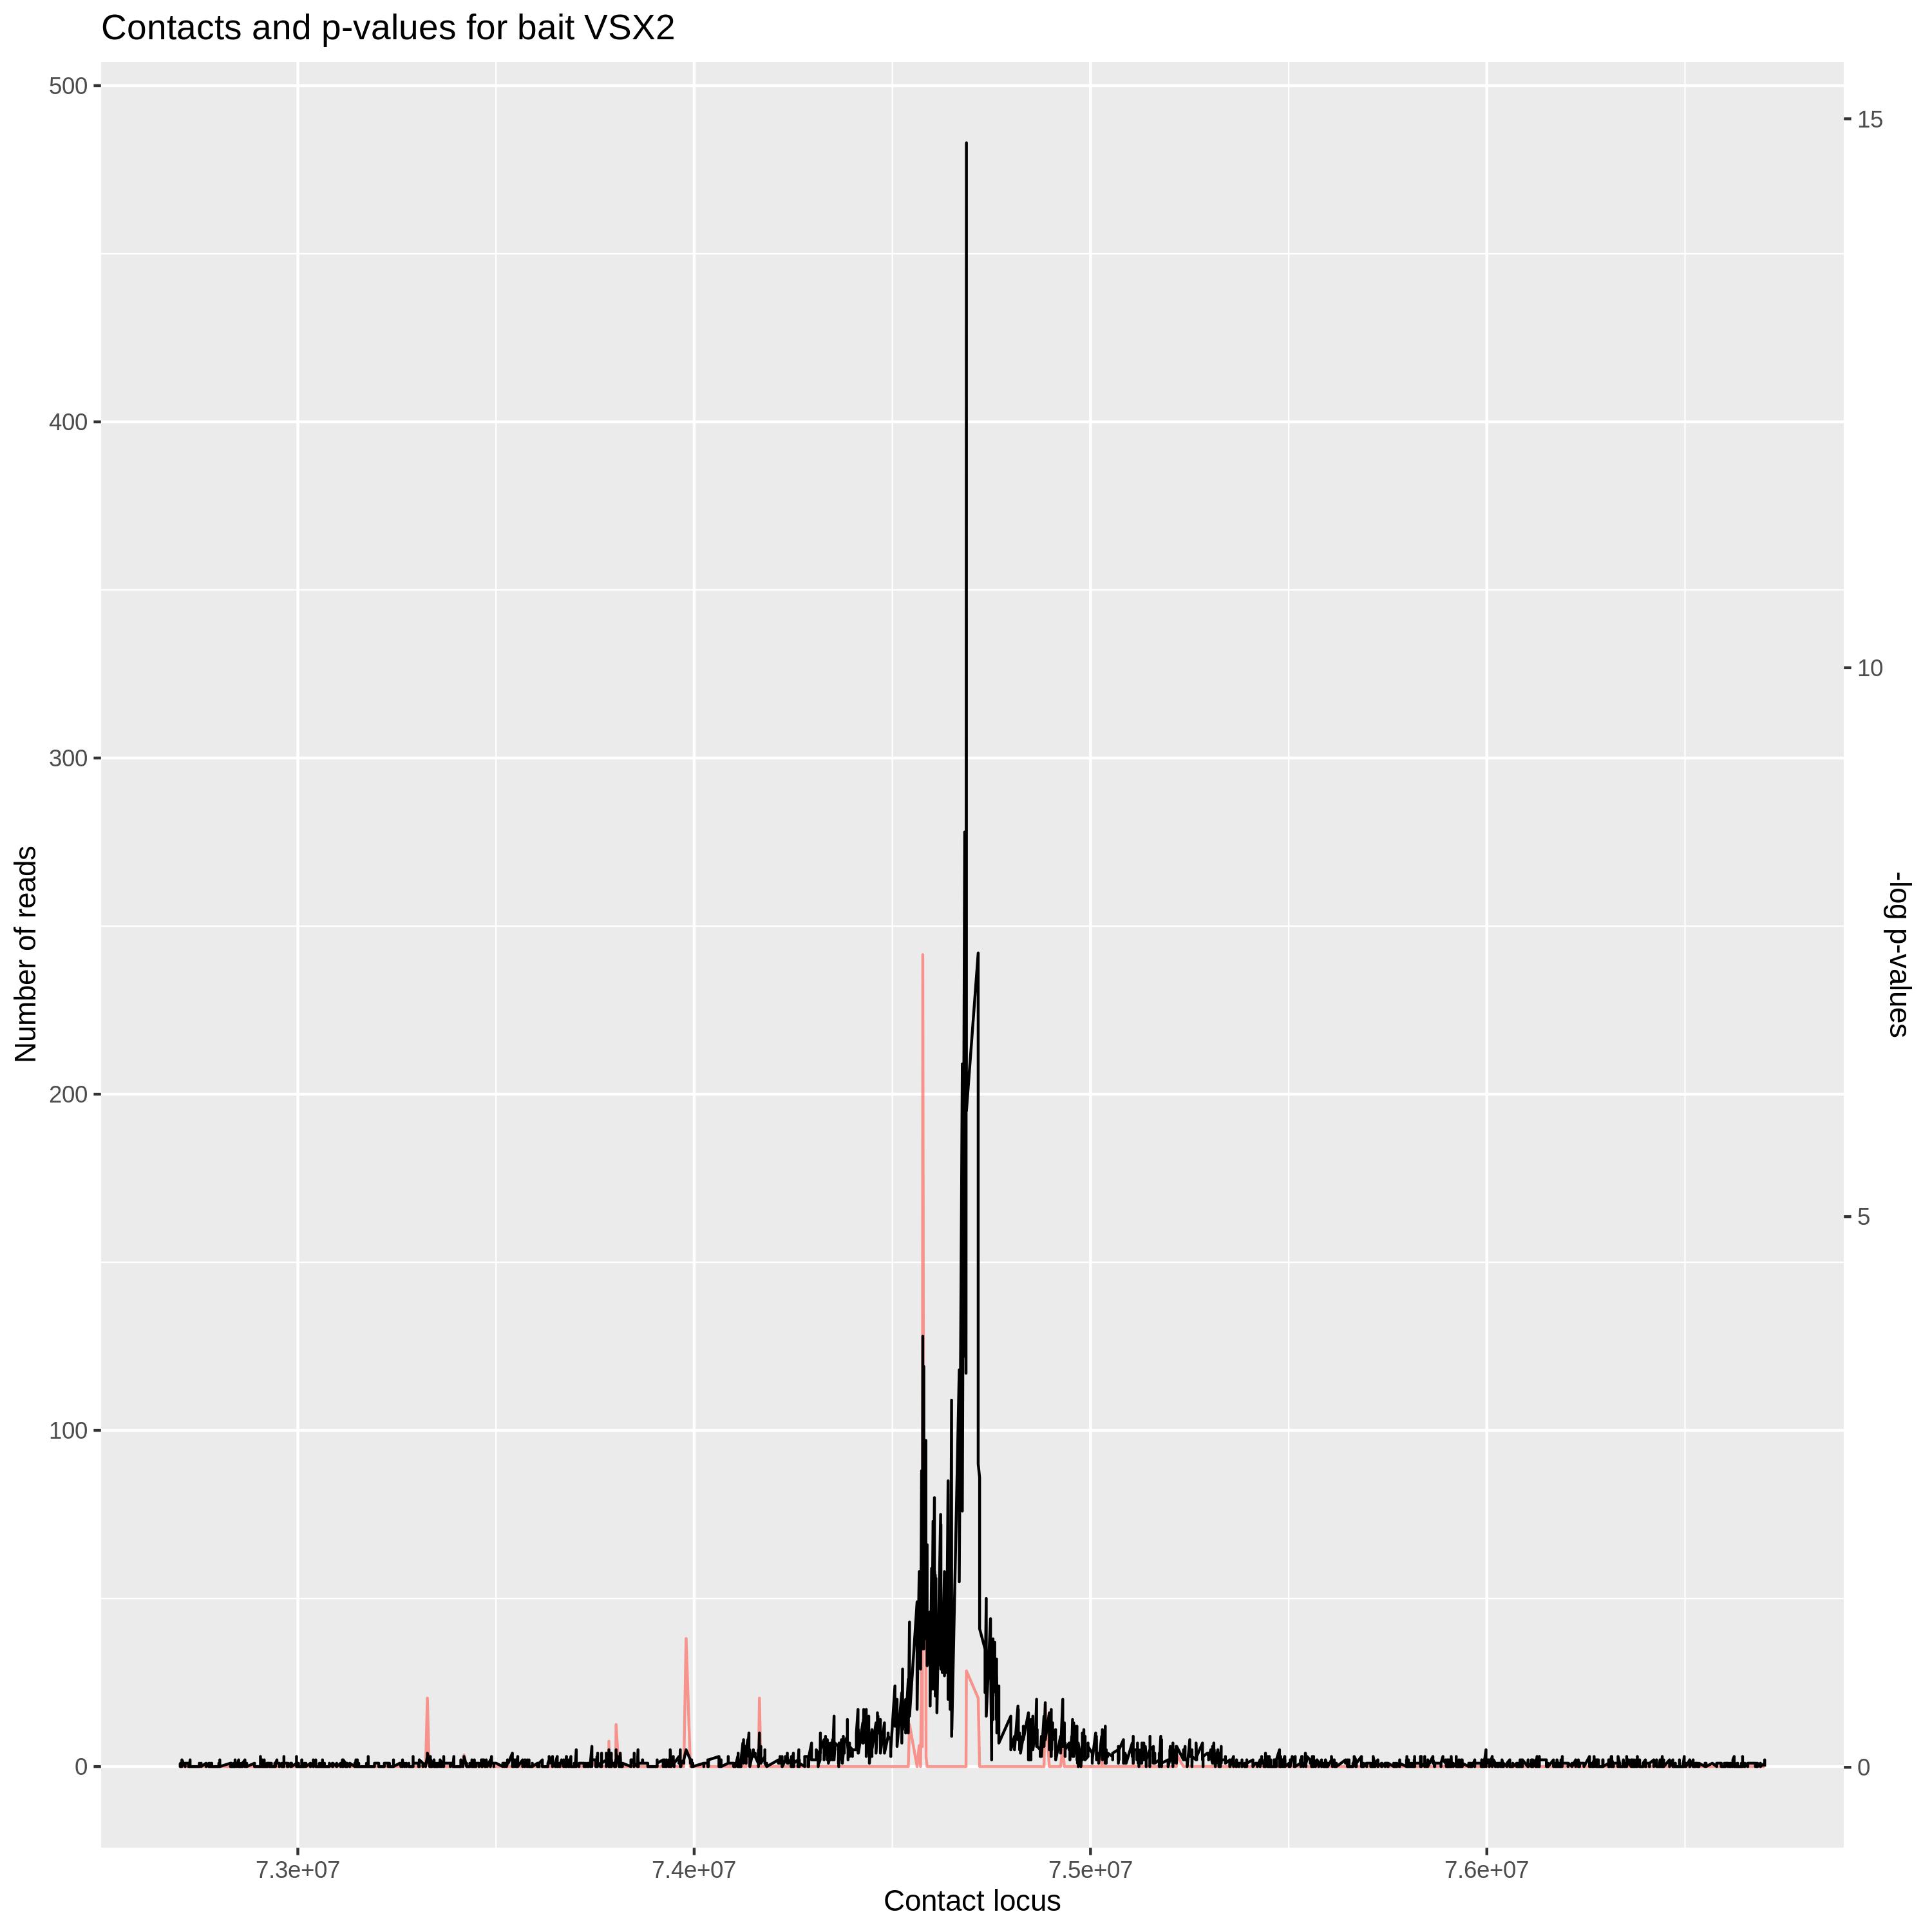 Contacts and p-values for bait VSX2
500
400
300
200
100
0
Number of reads
15
10
5
0
-log p-values
7.3e+07
7.4e+07
7.5e+07
7.6e+07
Contact locus